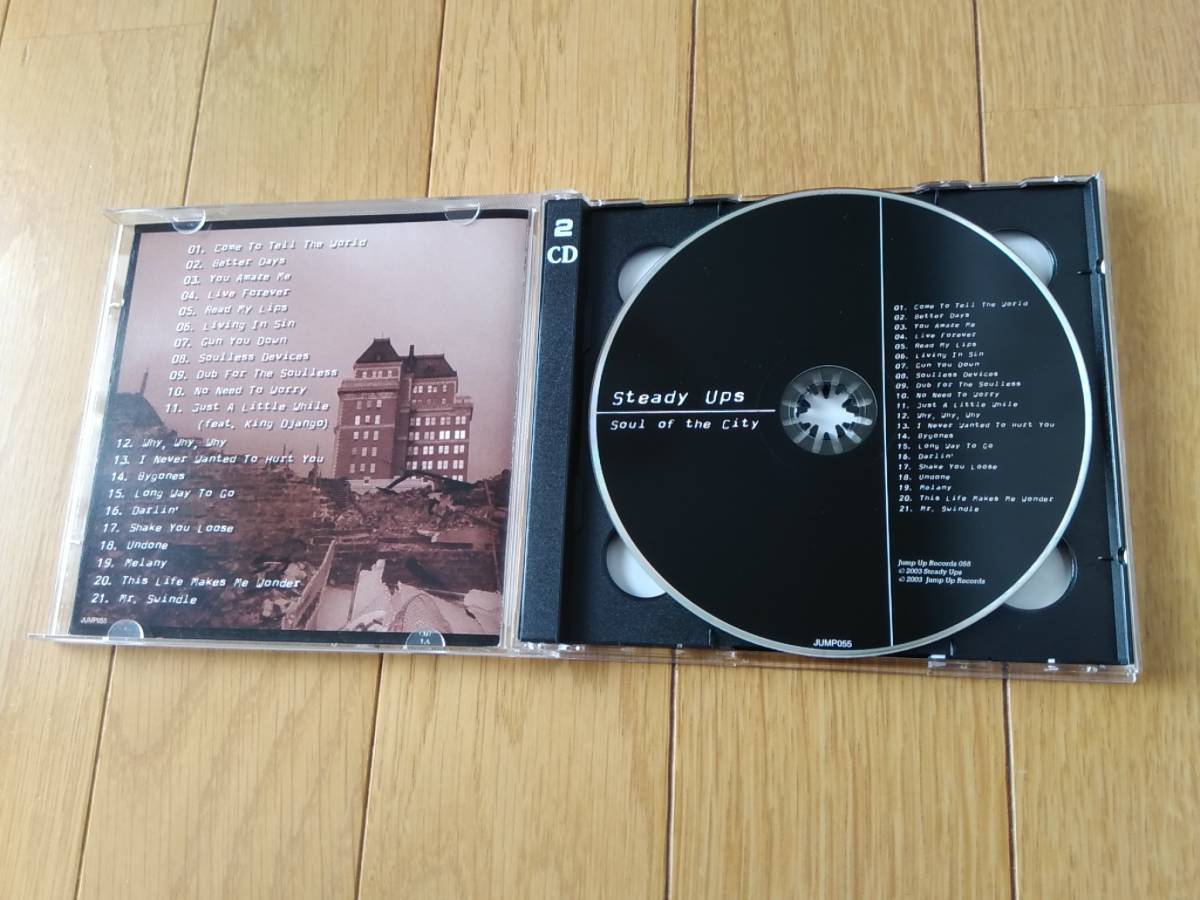 01. Come To Tell The World
02. Better Days
03. You Amaze Me
04. Live Forever
05. Read My Lips
06. Living In Sin
07. Gun You Down
08. Soulless Devices
09. Dub For The Soulless
10. No Need To Worry
11. Just A Little While
(feat. King Django)
12. Why, Why, Why
13. I Never Wanted To Hurt You
14. Bygones
15. Long Way To Go
16. Darlin'
17. Shake You Loose
18. Undone
19. Melany
20. This Life Makes Me Wonder
21. Mr. Swindle
JUMP055
2
CD
Steady Ups
Soul of the City
01. Come To Tell The World
02. Better Days
03. You Amaze Me
04. Live Forever
05. Read My Lips
06. Living In Sin
07. Gun You Down
08. Soulless Devices
09. Dub For The Soulless
10. No Need To Worry
11. Just A Little While
12. Why, Why, Why
13. I Never Wanted To Hurt You
14. Bygones
15. Long Way To Go
16. Darlin'
17. Shake You Loose
18. Undone
19. Melany
20. This Life Makes Me Wonder
21. Mr. Swindle
Jump Up Records 055
2003 Steady Ups
2003 Jump Up Records
JUMP055